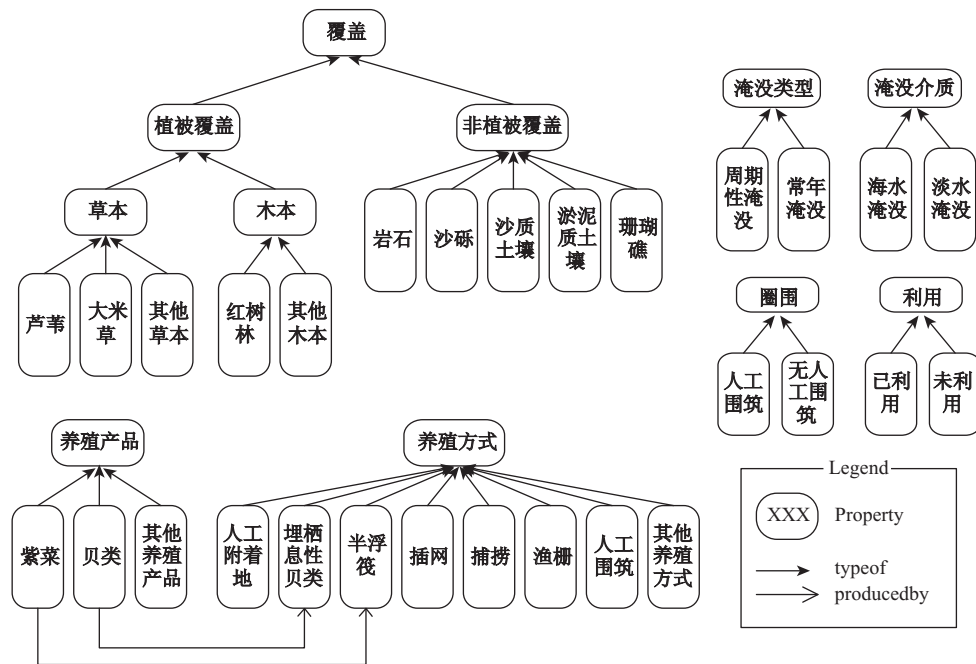 覆盖
植被覆盖
非植被覆盖
草本
木本
岩石
沙砾
沙质
土壤
淤泥
质土
壤
珊瑚
礁
芦苇
大米
草
其他
草本
红树
林
其他
木本
淹没类型
淹没介质
周期
性淹
没
常年
淹没
海水
淹没
淡水
淹没
圈围
利用
人工
围筑
无人
工围
筑
已利
用
未利
用
养殖产品
养殖方式
紫菜
贝类
其他
养殖
产品
人工
附着
地
埋栖
息性
贝类
半浮
筏
插网
捕捞
渔栅
人工
围筑
其他
养殖
方式
Legend
XXX Property
typeof
producedby